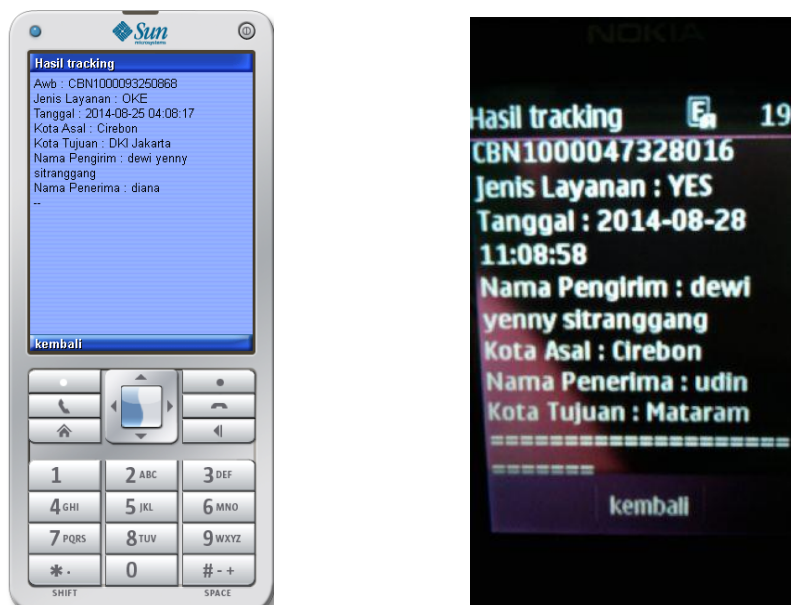 Sun
microsystems
Hasil tracking
Awb : CBN1000093250868
Jenis Layanan : OKE
Tanggal : 2014-08-25 04:08:17
Kota Asal : Cirebon
Kota Tujuan : DKI Jakarta
Nama Pengirim : dewi yenny
sitranggang
Nama Penerima : diana
--
kembali
1
2 ABC
3 DEF
4 GHI
5 JKL
6 MNO
7 PQRS
8 TUV
9 WXYZ
* .
0
# - +
SHIFT
SPACE
NOKIA
Hasil tracking
19
CBN1000047328016
Jenis Layanan : YES
Tanggal : 2014-08-28
11:08:58
Nama Pengirim : dewi
yenny sitranggang
Kota Asal : Cirebon
Nama Penerima : udin
Kota Tujuan : Mataram
=====================
=======
kembali